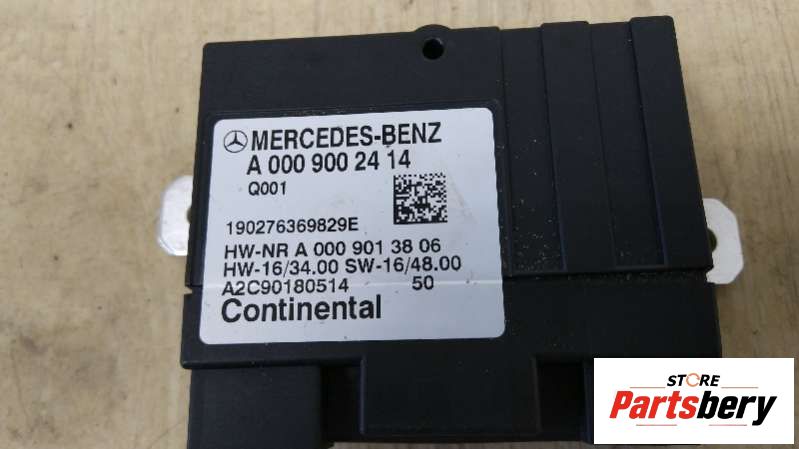 MERCEDES-BENZ
A 000 900 24 14
Q001
190276369829E
HW-NR A 000 901 38 06
HW-16/34.00 SW-16/48.00
A2C90180514 50
Continental
STORE
Partsbery